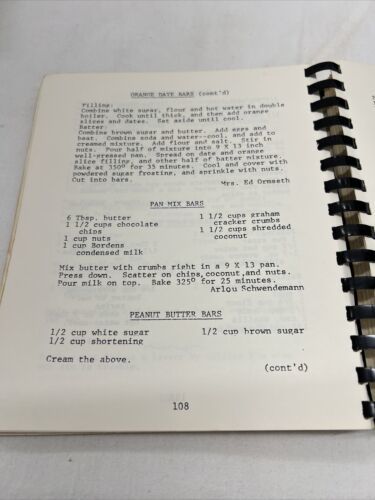 ORANGE DATE BARS (cont'd)
Filling:
Combine white sugar, flour and hot water in double
boiler. Cook until thick, and then add orange
slices and dates. Set aside until cool.
Batter:
Combine brown sugar and butter. Add eggs and
beat. Combine soda and water--cool, and add to
creamed mixture. Add flour and salt. Stir in
nuts. Pour half of mixture into 9 X 13 inch
well-greased pan. Spread on date and orange
slice filling, and other half of batter mixture.
Bake at 350° for 35 minutes. Cool and cover with
powdered sugar frosting, and sprinkle with nuts.
Cut into bars.
Mrs. Ed Ormseth
PAN MIX BARS
6 Tbsp. butter
1 1/2 cups chocolate
chips
1 cup nuts
1 cup Bordens
condensed milk
1 1/2 cups graham
cracker crumbs
1 1/2 cups shredded
coconut
Mix butter with crumbs right in a 9 X 13 pan.
Press down. Scatter on chips,coconut,and nuts.
Pour milk on top. Bake 325° for 25 minutes.
Arlou Schwendemann
PEANUT BUTTER BARS
1/2 cup white sugar
1/2 cup shortening
1/2 cup brown sugar
Cream the above.
(cont'd)
108